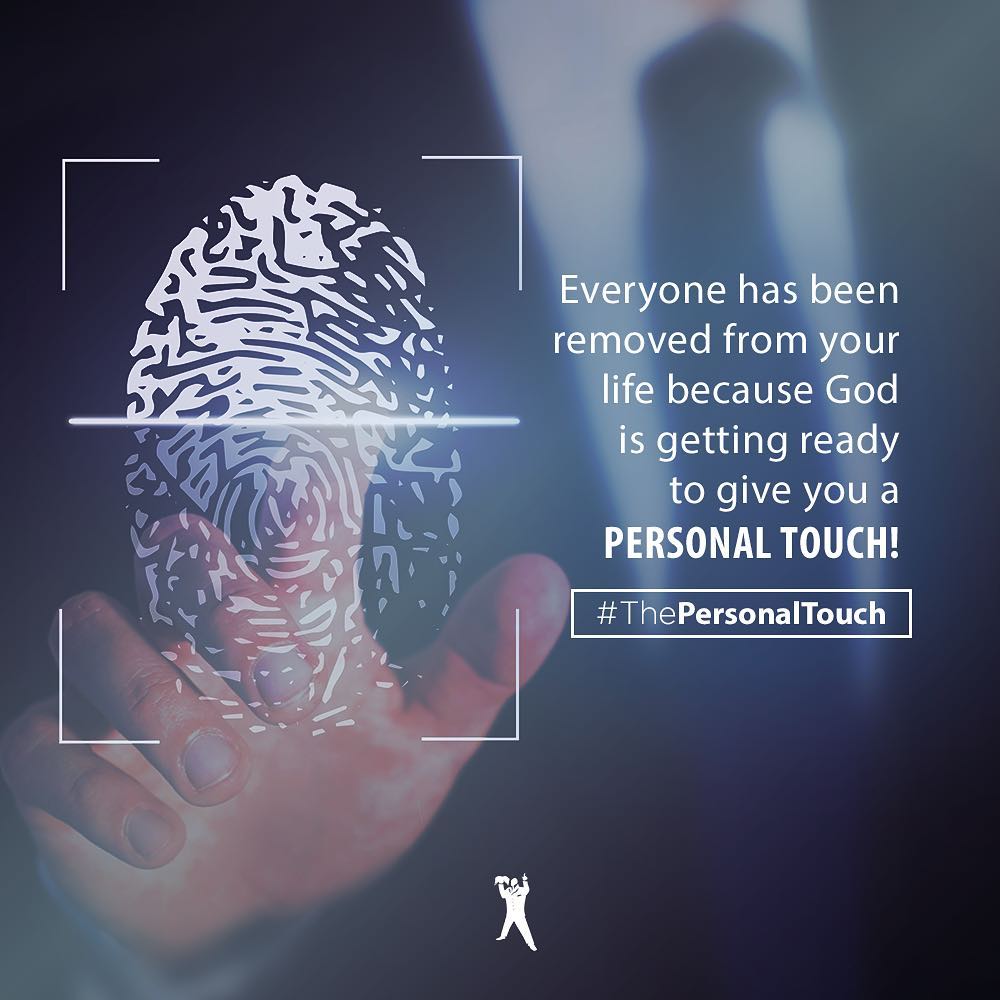 Everyone has been
removed from your
life because God
is getting ready
to give you a
PERSONAL TOUCH!
#ThePersonalTouch